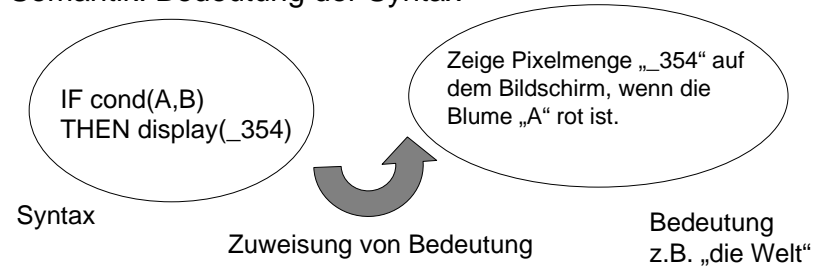 Semantik: Bedeutung der Syntax
IF cond(A,B)
THEN display(_354)
Zeige Pixelmenge „_354“ auf
dem Bildschirm, wenn die
Blume „A“ rot ist.
Syntax
Zuweisung von Bedeutung
Bedeutung
z.B. „die Welt“